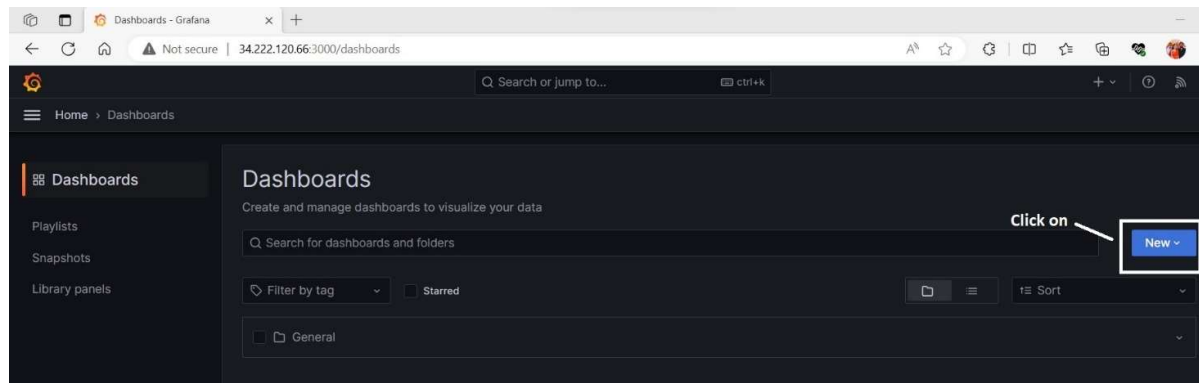 Dashboards - Grafana
Not secure | 34.222.120.66:3000/dashboards
Search or jump to... ctrl+k
Home › Dashboards
Dashboards
Dashboards
Create and manage dashboards to visualize your data
Playlists
Click on
Search for dashboards and folders
New
Snapshots
Library panels
Filter by tag
Starred
Sort
General